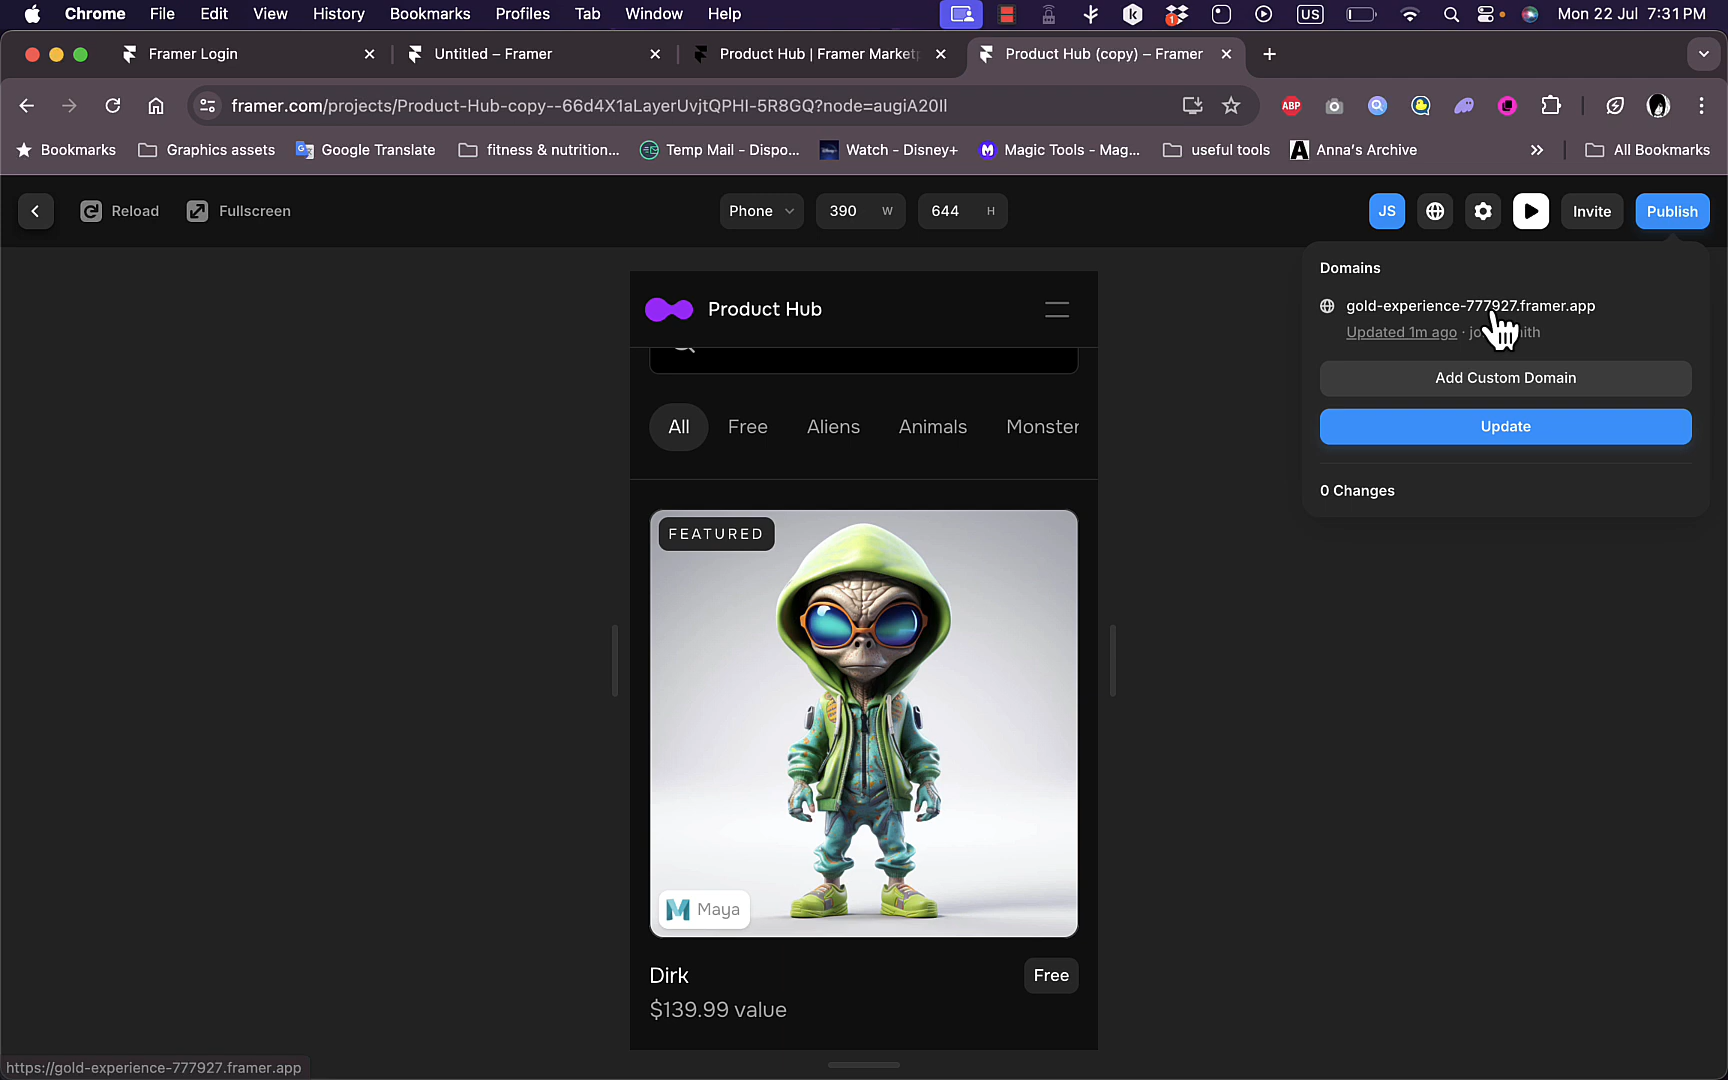 Chrome File Edit View History Bookmarks Profiles Tab Window Help US Mon 22 Jul 7:31 PM
Framer Login Untitled – Framer Product Hub | Framer Market Product Hub (copy) – Framer
framer.com/projects/Product-Hub-copy--66d4X1aLayerUvjtQPHI-5R8GQ?node=augiA20Il ABP
Bookmarks Graphics assets Google Translate fitness & nutrition... Temp Mail - Dispo... Watch - Disney+ Magic Tools - Mag... useful tools Anna's Archive » All Bookmarks
Reload Fullscreen Phone 390 W 644 H JS Invite Publish
Domains
gold-experience-777927.framer.app
Updated 1m ago ·
Add Custom Domain
Update
0 Changes
Product Hub
All Free Aliens Animals Monster
FEATURED
Maya
Dirk Free
$139.99 value
https://gold-experience-777927.framer.app